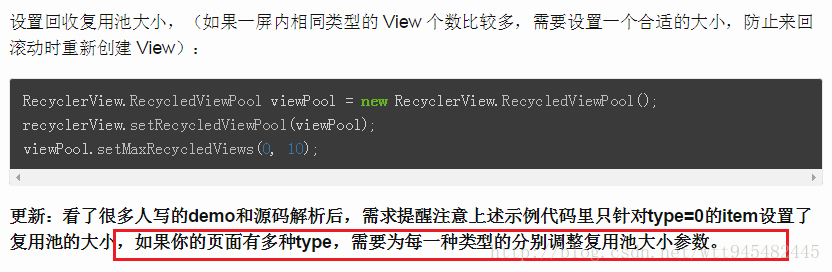 设置回收复用池大小，（如果一屏内相同类型的 View 个数比较多，需要设置一个合适的大小，防止来回
滚动时重新创建 View）：
RecyclerView.RecycledViewPool viewPool = new RecyclerView.RecycledViewPool();
recyclerView.setRecycledViewPool(viewPool);
viewPool.setMaxRecycledViews(0, 10);
更新：看了很多人写的demo和源码解析后，需求提醒注意上述示例代码里只针对type=0的item设置了
复用池的大小，如果你的页面有多种type，需要为每一种类型的分别调整复用池大小参数。
http://blog.csdn.net/wtt945482445